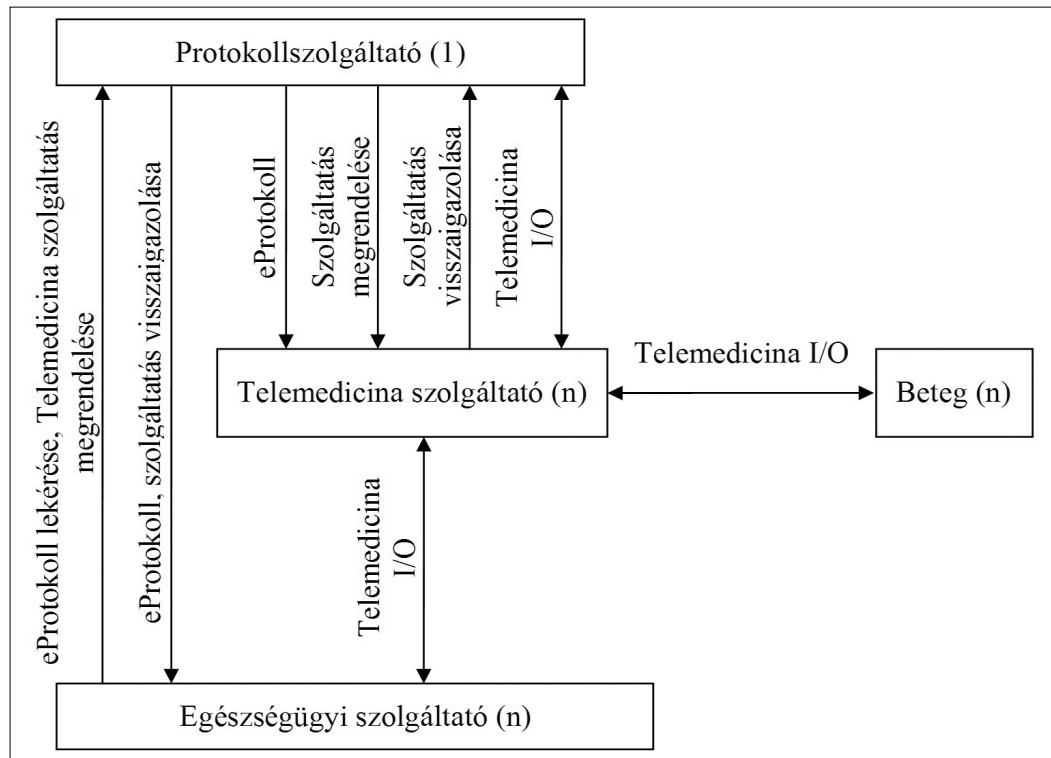 Protokollszolgáltató (1)
eProtokoll lekérése, Telemedicina szolgáltatás
megrendelése
eProtokoll, szolgáltatás visszaigazolása
eProtokoll
Szolgáltatás
megrendelése
Szolgáltatás
visszaigazolása
Telemedicina
I/O
Telemedicina szolgáltató (n)
Telemedicina I/O
Beteg (n)
Telemedicina
I/O
Egészségügyi szolgáltató (n)